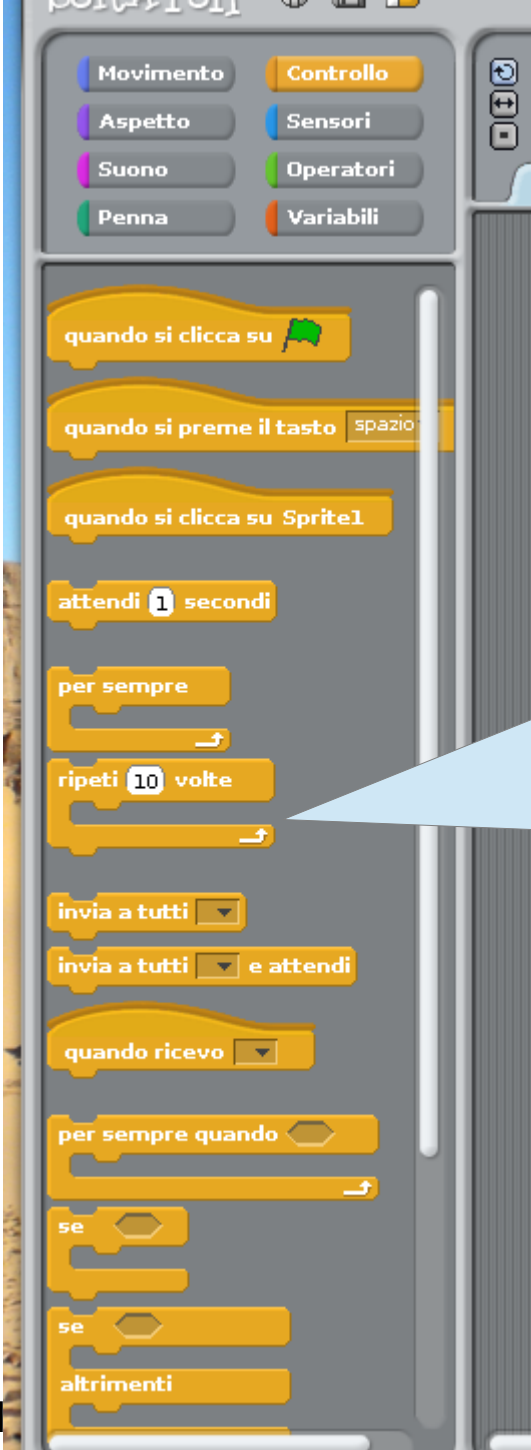 Movimento Controllo
Aspetto Sensori
Suono Operatori
Penna Variabili
quando si clicca su
quando si preme il tasto spazio
quando si clicca su Sprite1
attendi 1 secondi
per sempre
ripeti 10 volte
invia a tutti
invia a tutti e attendi
quando ricevo
per sempre quando
se
se
altrimenti